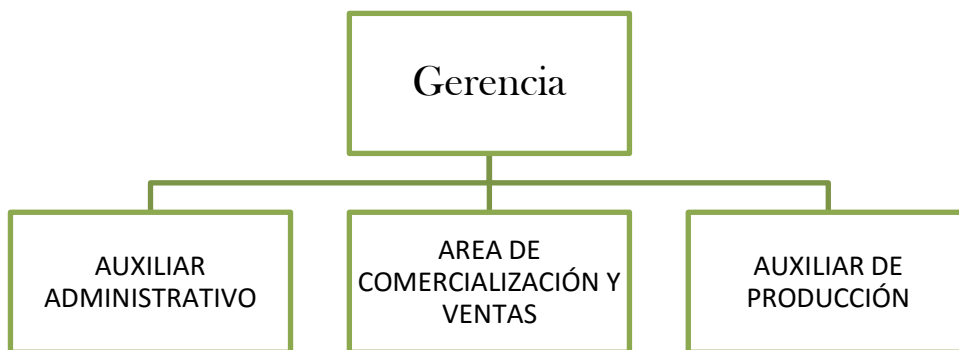 Gerencia
AUXILIAR
ADMINISTRATIVO
AREA DE
COMERCIALIZACIÓN Y
VENTAS
AUXILIAR DE
PRODUCCIÓN